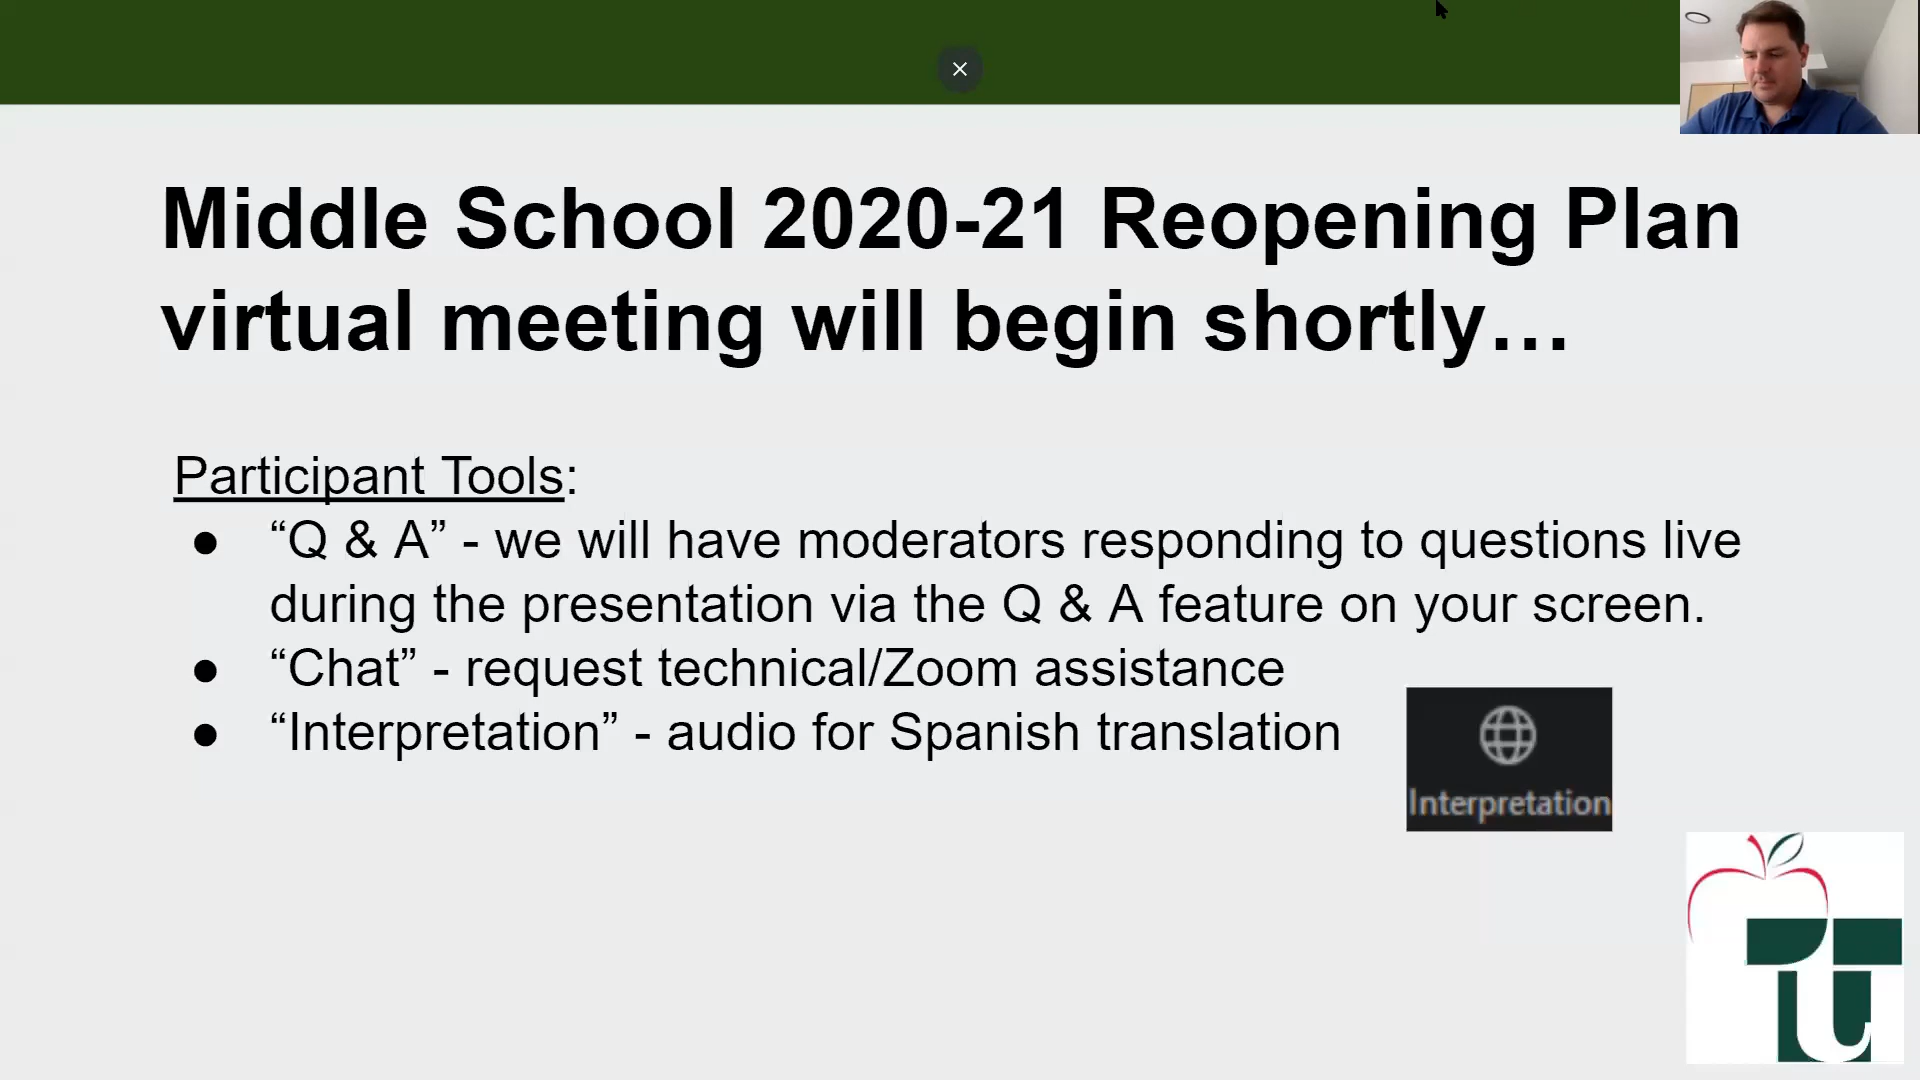 Middle School 2020-21 Reopening Plan
virtual meeting will begin shortly…
Participant Tools:
● “Q & A” - we will have moderators responding to questions live
during the presentation via the Q & A feature on your screen.
● “Chat” - request technical/Zoom assistance
● “Interpretation” - audio for Spanish translation
Interpretation
TU